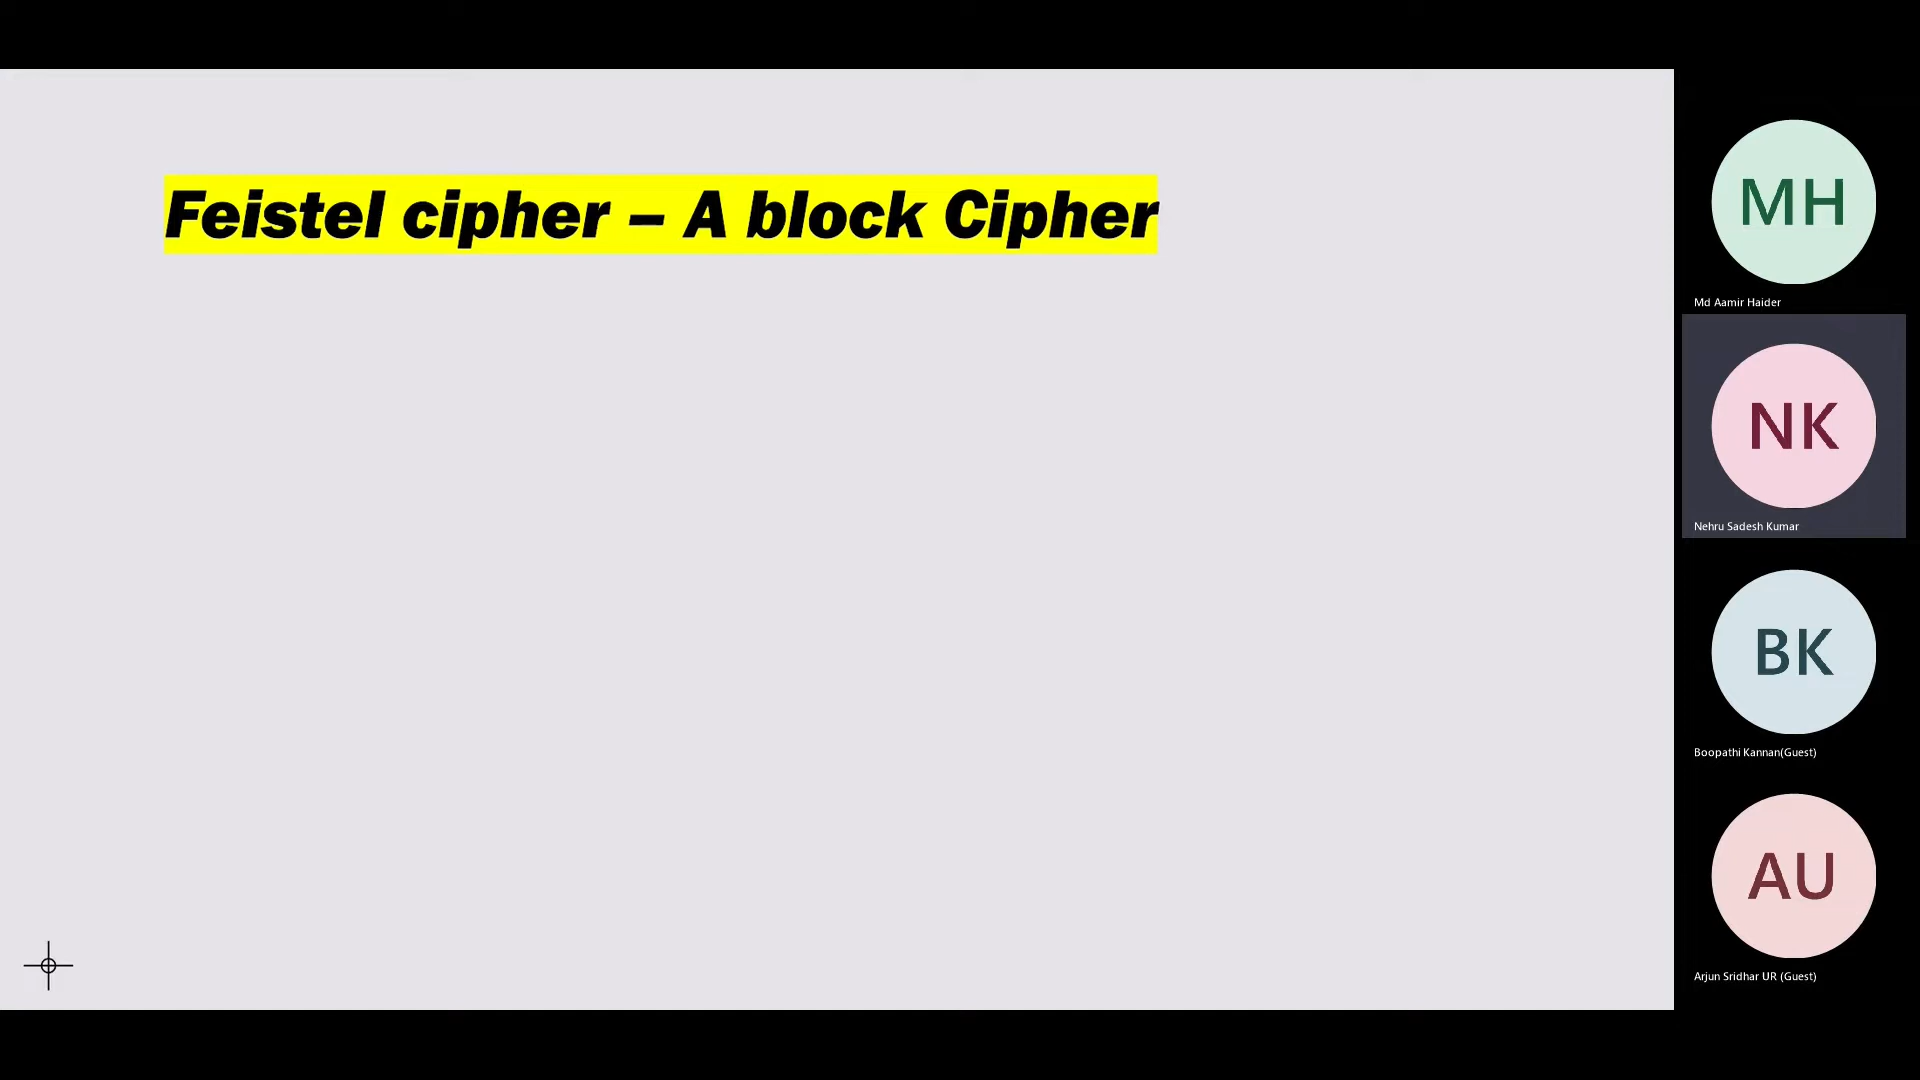 Feistel cipher – A block Cipher
MH
Md Aamir Haider
NK
Nehru Sadesh Kumar
BK
Boopathi Kannan(Guest)
AU
Arjun Sridhar UR (Guest)